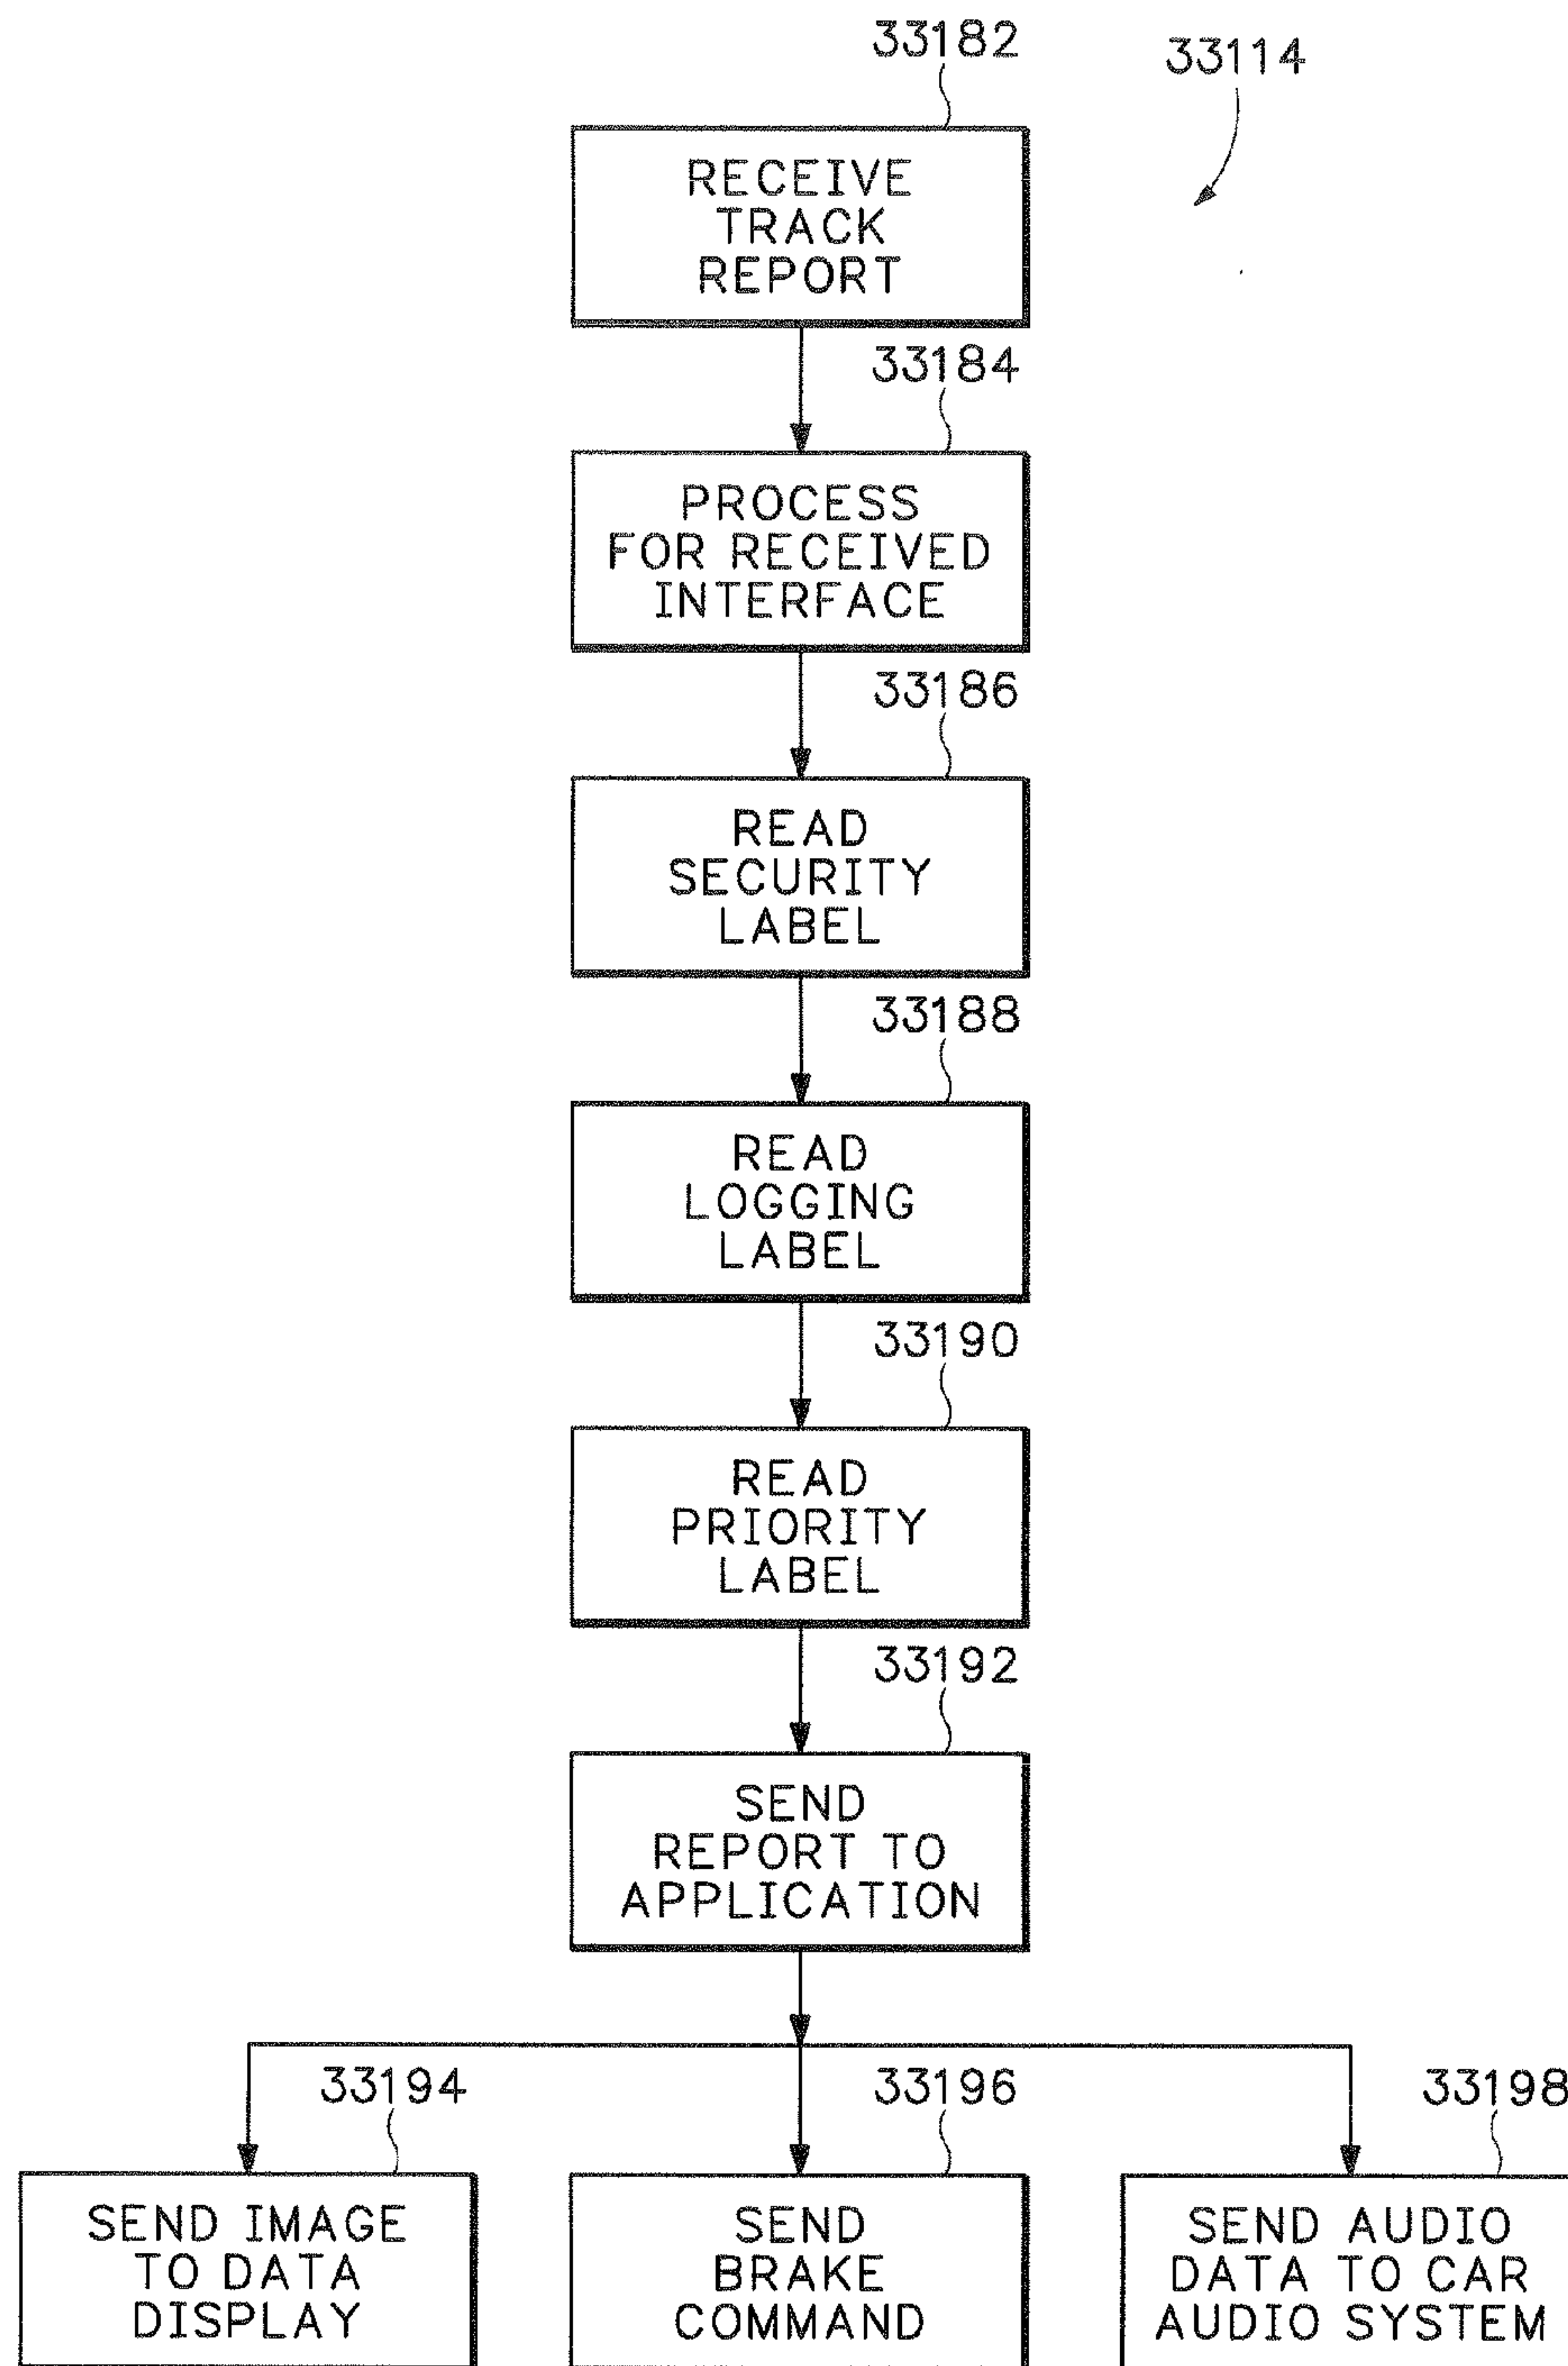 33182
33114
RECEIVE
TRACK
REPORT
33184
PROCESS
FOR RECEIVED
INTERFACE
33186
READ
SECURITY
LABEL
33188
READ
LOGGING
LABEL
33190
READ
PRIORITY
LABEL
33192
SEND
REPORT TO
APPLICATION
33194
33196
33198
SEND IMAGE
TO DATA
DISPLAY
SEND
BRAKE
COMMAND
SEND AUDIO
DATA TO CAR
AUDIO SYSTEM